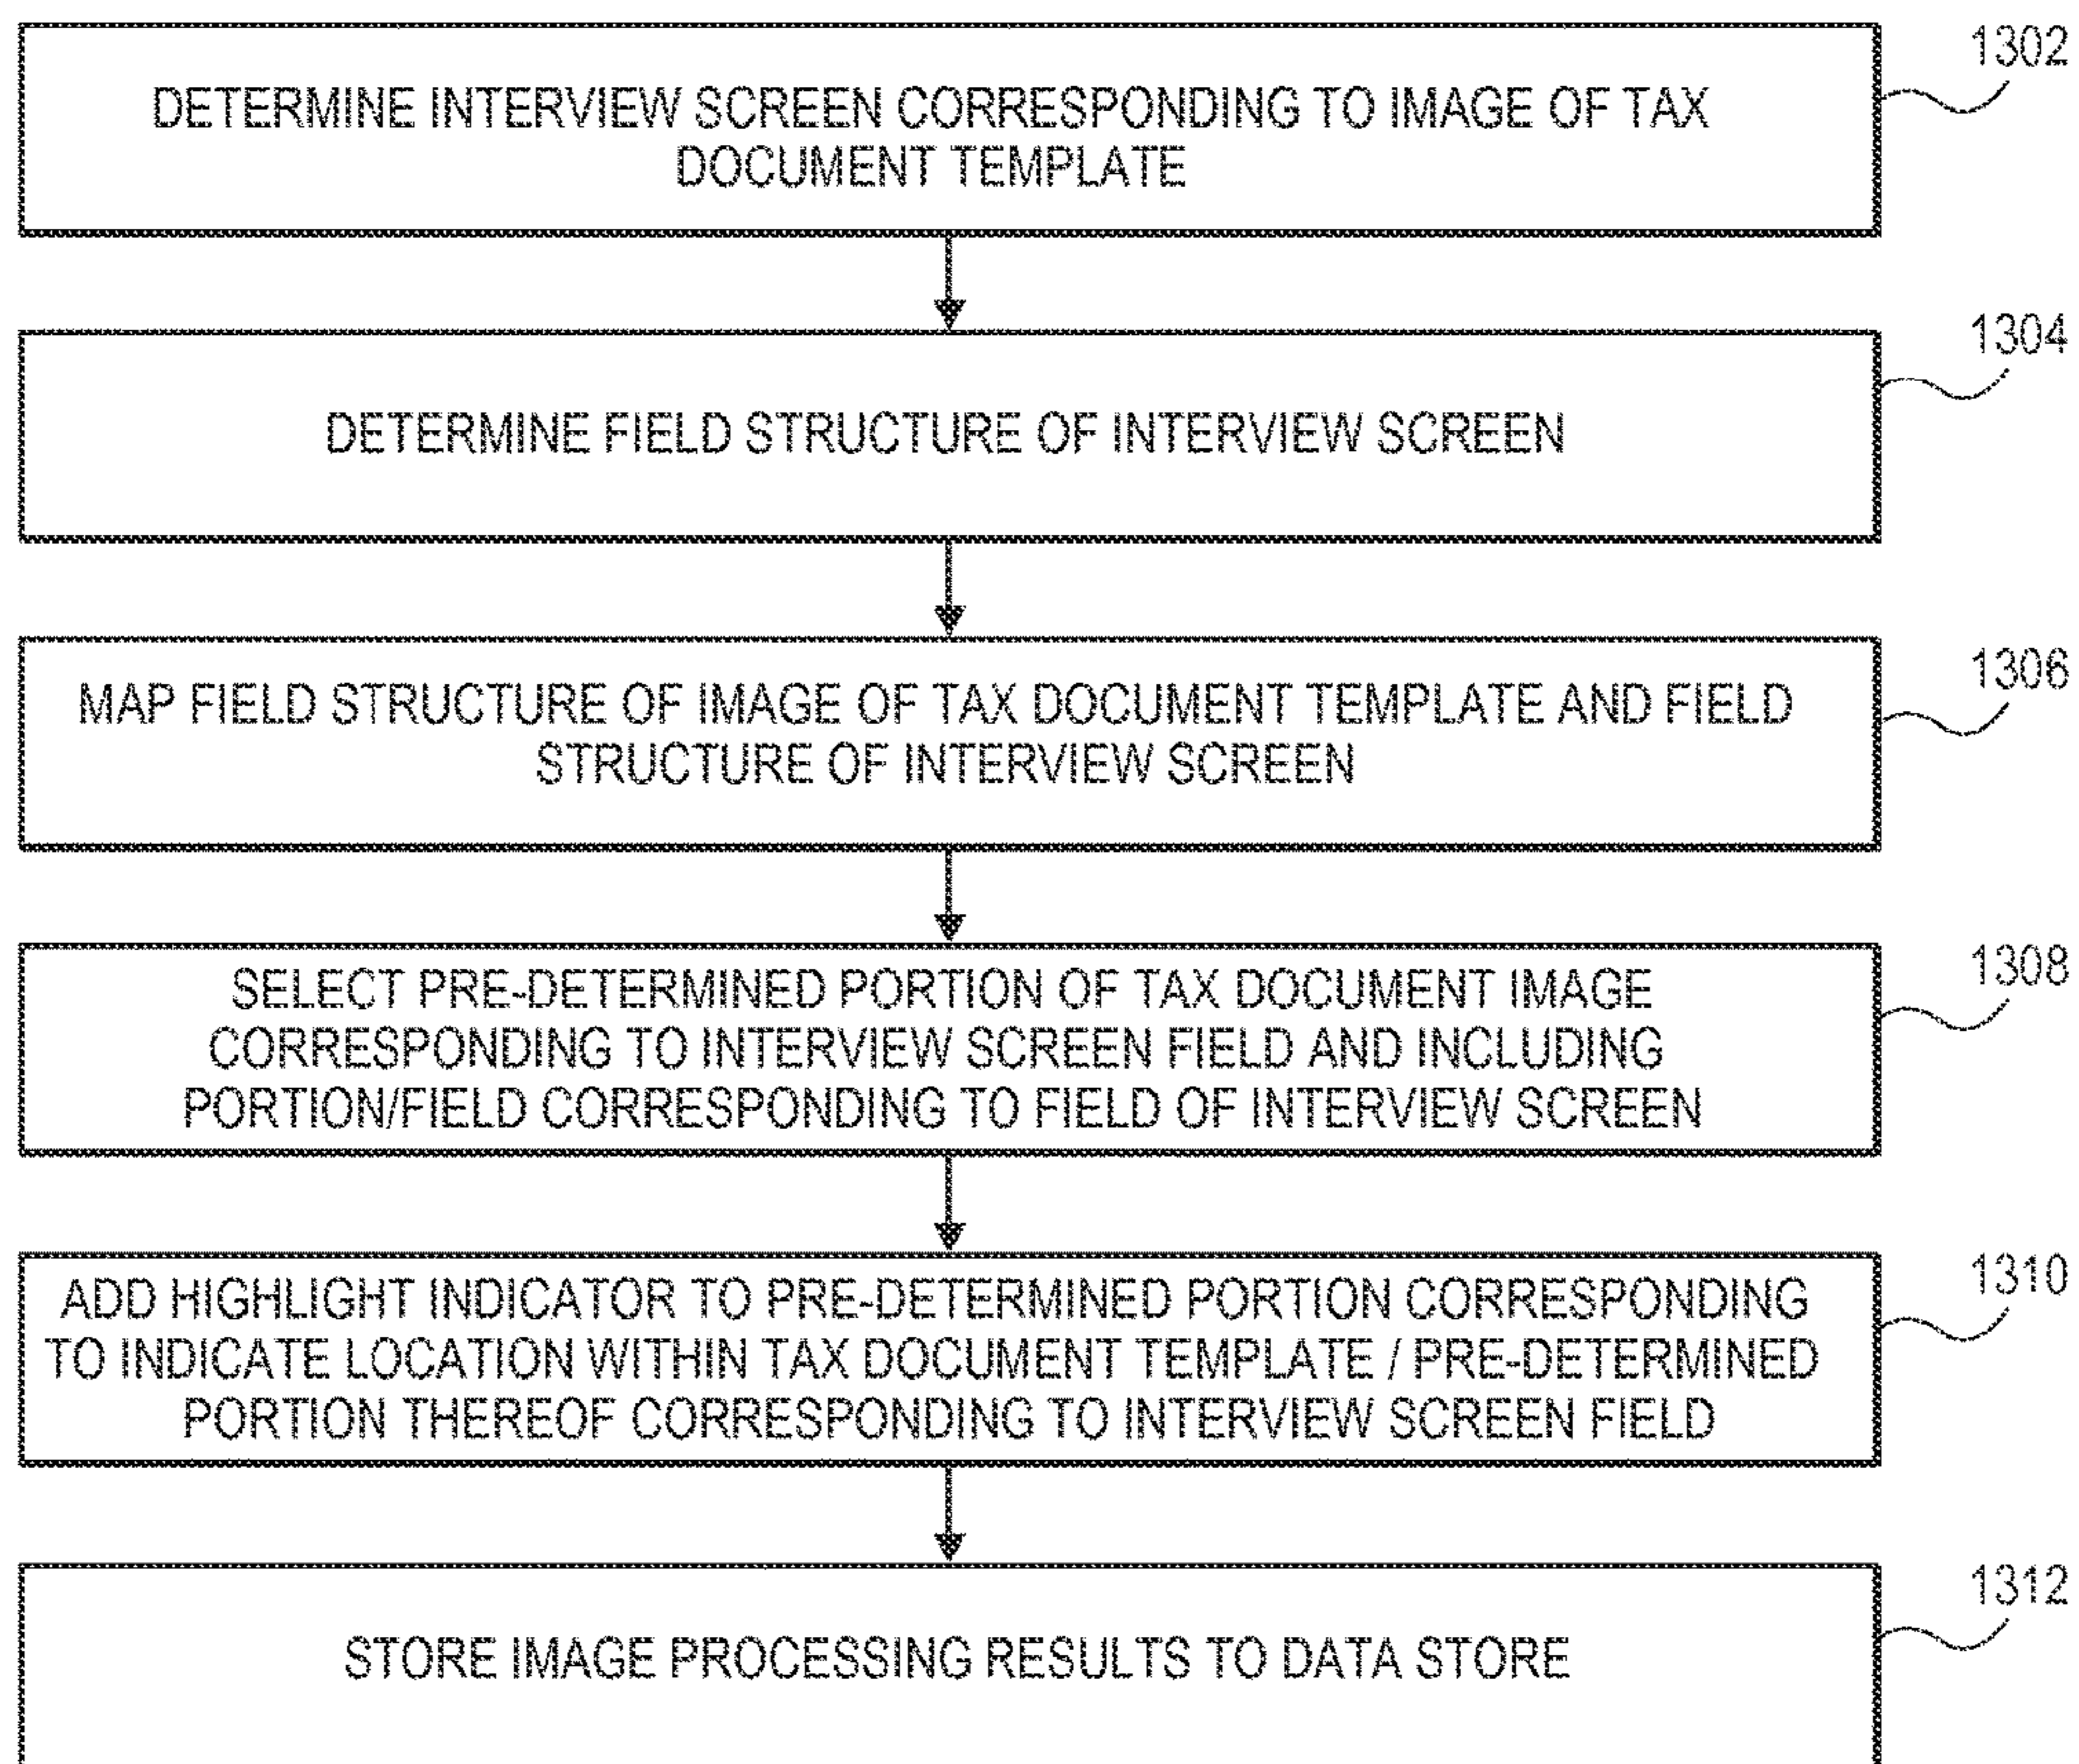 1302
DETERMINE INTERVIEW SCREEN CORRESPONDING TO IMAGE OF TAX
DOCUMENT TEMPLATE
1304
DETERMINE FIELD STRUCTURE OF INTERVIEW SCREEN
1306
MAP FIELD STRUCTURE OF IMAGE OF TAX DOCUMENT TEMPLATE AND FIELD
STRUCTURE OF INTERVIEW SCREEN
1308
SELECT PRE-DETERMINED PORTION OF TAX DOCUMENT IMAGE
CORRESPONDING TO INTERVIEW SCREEN FIELD AND INCLUDING
PORTION/FIELD CORRESPONDING TO FIELD OF INTERVIEW SCREEN
1310
ADD HIGHLIGHT INDICATOR TO PRE-DETERMINED PORTION CORRESPONDING
TO INDICATE LOCATION WITHIN TAX DOCUMENT TEMPLATE / PRE-DETERMINED
PORTION THEREOF CORRESPONDING TO INTERVIEW SCREEN FIELD
1312
STORE IMAGE PROCESSING RESULTS TO DATA STORE